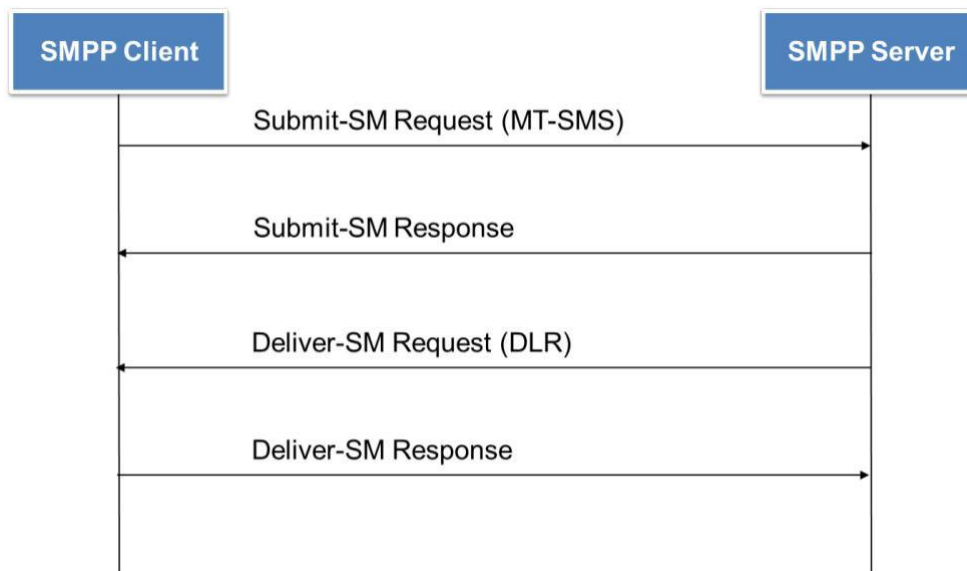 SMPP Client
SMPP Server
Submit-SM Request (MT-SMS)
Submit-SM Response
Deliver-SM Request (DLR)
Deliver-SM Response